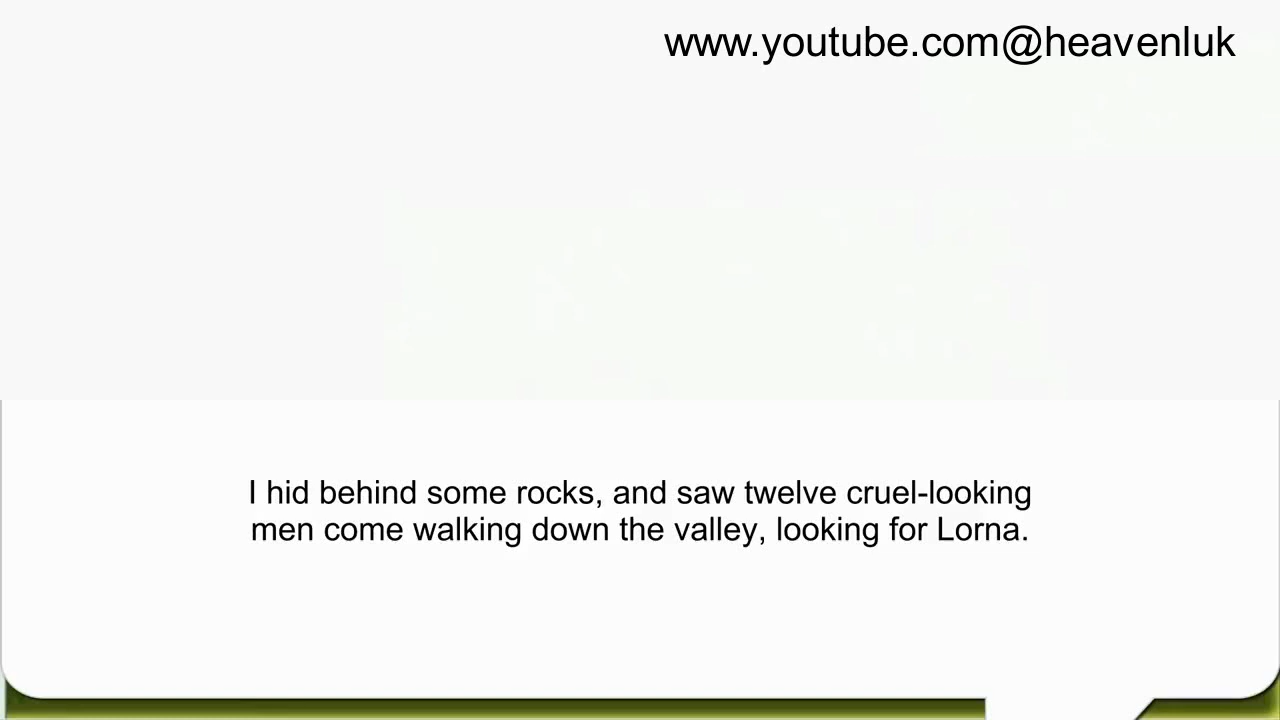 www.youtube.com@heavenluk
I hid behind some rocks, and saw twelve cruel-looking
men come walking down the valley, looking for Lorna.